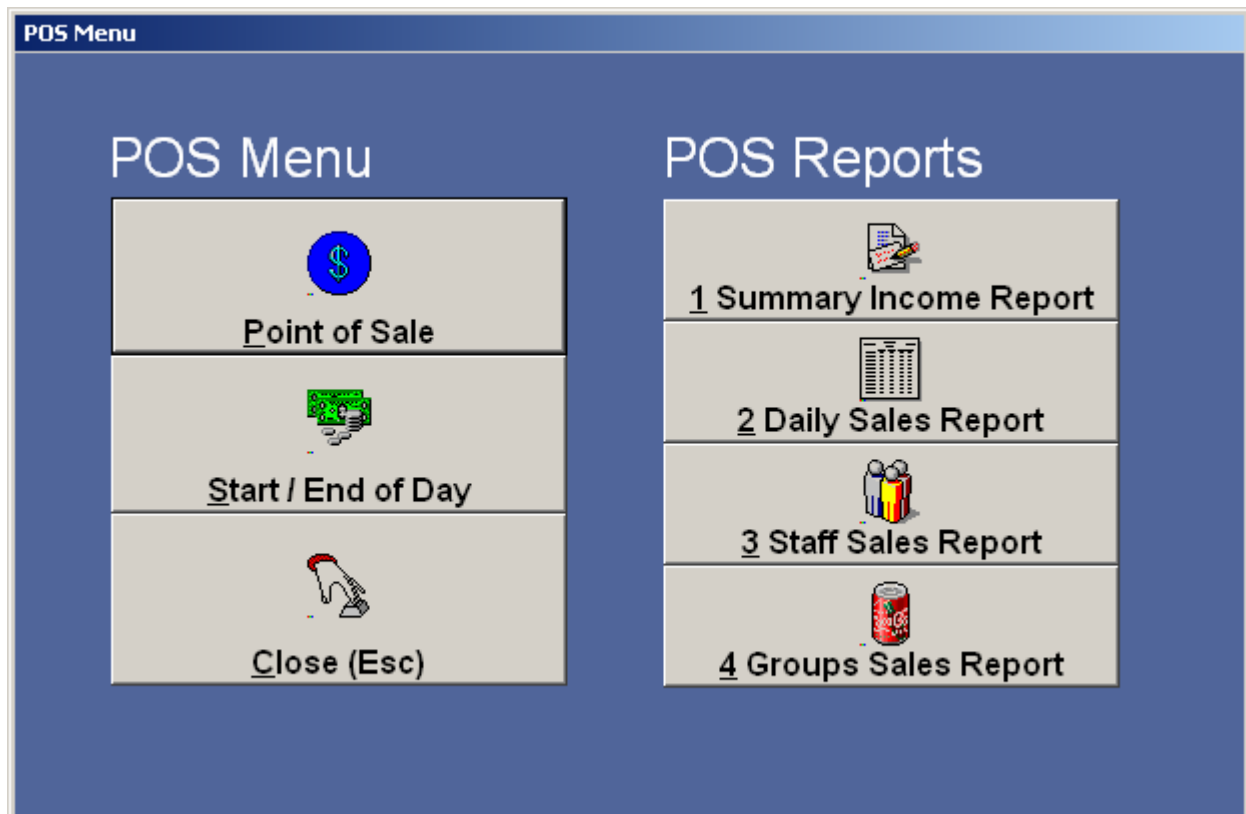 POS Menu
POS Menu
Point of Sale
Start / End of Day
Close (Esc)
POS Reports
1 Summary Income Report
2 Daily Sales Report
3 Staff Sales Report
4 Groups Sales Report